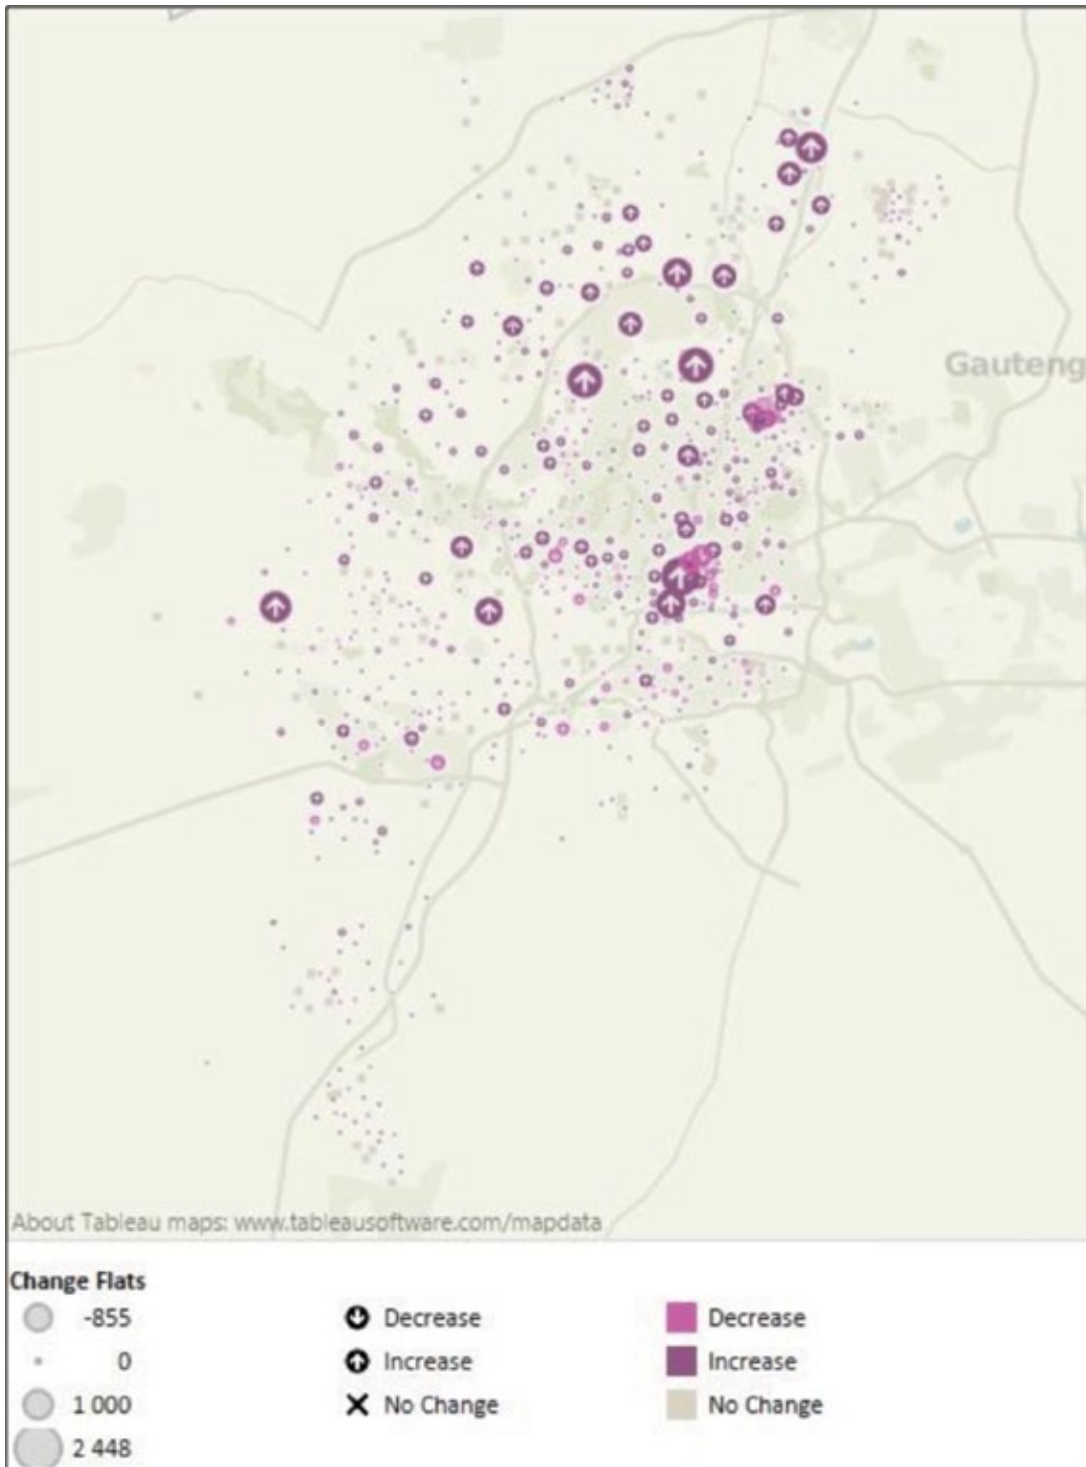 Gauteng
About Tableau maps: www.tableausoftware.com/mapdata
Change Flats
-855
0
1 000
2 448
Decrease
Increase
No Change
Decrease
Increase
No Change